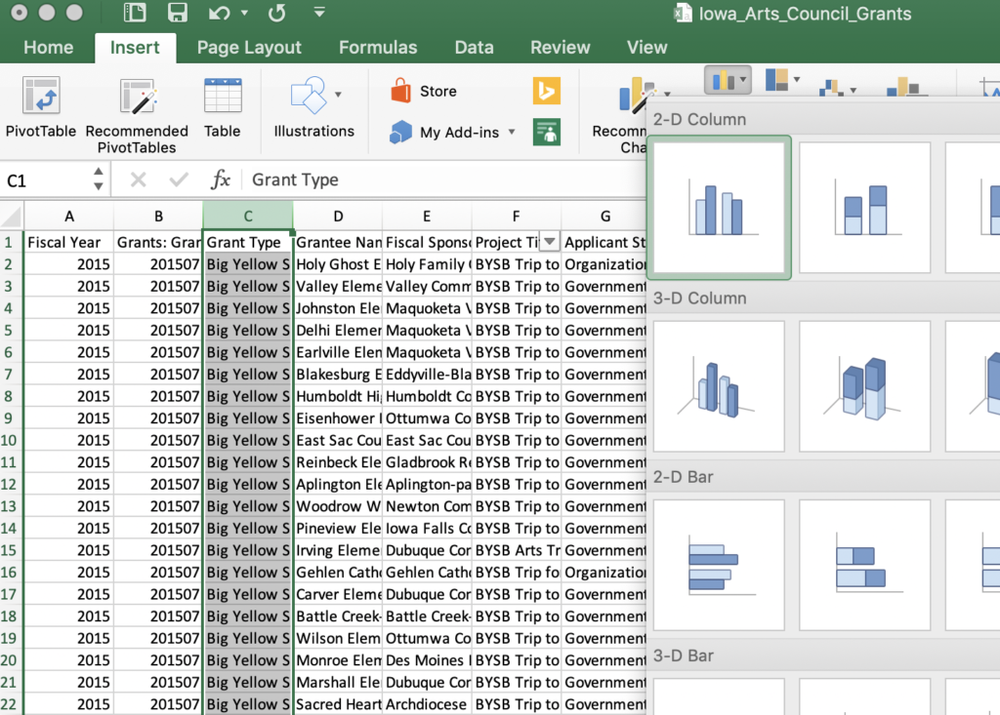 Iowa_Arts_Council_Grants
Home Insert Page Layout Formulas Data Review View
PivotTable Recommended PivotTables Table Illustrations Store My Add-ins Recomm Cha
C1 fx Grant Type
2-D Column
3-D Column
2-D Bar
3-D Bar
A B C D E F G
1 Fiscal Year Grants: Grar Grant Type Grantee Nan Fiscal Sponso Project Ti Applicant St
2 2015 201507 Big Yellow S Holy Ghost E Holy Family BYSB Trip to Organization
3 2015 201507 Big Yellow S Valley Eleme Valley Comm BYSB Trip to Government
4 2015 201507 Big Yellow S Johnston Ele Maquoketa V BYSB Trip to Government
5 2015 201507 Big Yellow S Delhi Elemer Maquoketa V BYSB Trip to Government
6 2015 201507 Big Yellow S Earlville Elen Maquoketa V BYSB Trip to Government
7 2015 201507 Big Yellow S Blakesburg E Eddyville-Bla BYSB Trip to Government
8 2015 201507 Big Yellow S Humboldt Hi Humboldt Co BYSB Trip to Government
9 2015 201507 Big Yellow S Eisenhower Ottumwa Co BYSB Trip to Government
10 2015 201507 Big Yellow S East Sac Cou East Sac Cou BYSB Trip to Government
11 2015 201507 Big Yellow S Reinbeck Ele Gladbrook Re BYSB Trip to Government
12 2015 201507 Big Yellow S Aplington Ele Aplington-pa BYSB Trip to Government
13 2015 201507 Big Yellow S Woodrow W Newton Com BYSB Trip to Government
14 2015 201507 Big Yellow S Pineview Ele Iowa Falls Co BYSB Trip to Government
15 2015 201507 Big Yellow S Irving Eleme Dubuque Cor BYSB Arts Tr Government
16 2015 201507 Big Yellow S Gehlen Cath Gehlen Cath BYSB Trip fo Organization
17 2015 201507 Big Yellow S Carver Eleme Dubuque Cor BYSB Trip to Government
18 2015 201507 Big Yellow S Battle Creek- Battle Creek- BYSB Trip to Government
19 2015 201507 Big Yellow S Wilson Elem Ottumwa Co BYSB Trip to Government
20 2015 201507 Big Yellow S Monroe Elem Des Moines I BYSB Trip to Government
21 2015 201507 Big Yellow S Marshall Ele Dubuque Cor BYSB Trip to Government
22 2015 201507 Big Yellow S Sacred Heart Archdiocese BYSB Trip to Government